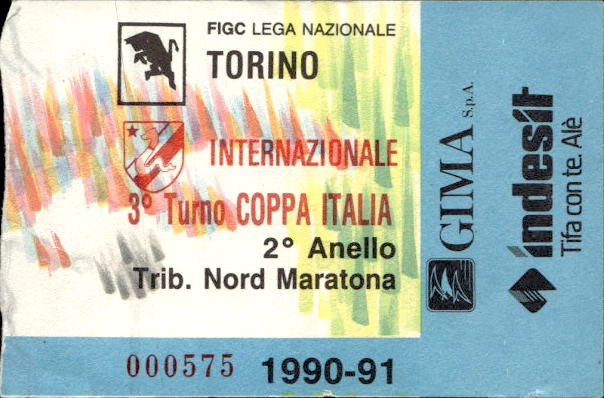 FIGC LEGA NAZIONALE
TORINO
INTERNAZIONALE
3° Turno COPPA ITALIA
2° Anello
Trib. Nord Maratona
000575 1990-91
GIMA S.p.A.
indesit
Tifa con te. Alè